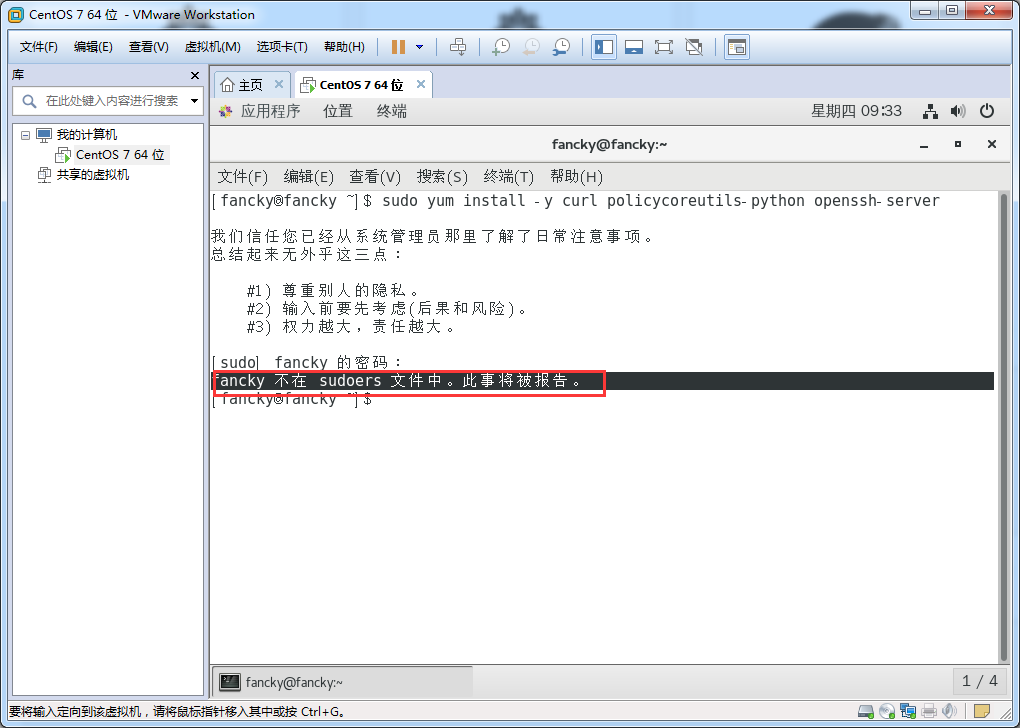 CentOS 7 64 位 - VMware Workstation
文件(F) 编辑(E) 查看(V) 虚拟机(M) 选项卡(T) 帮助(H)
库
在此处键入内容进行搜索
我的计算机
CentOS 7 64 位
共享的虚拟机
主页 CentOS 7 64 位
应用程序 位置 终端 星期四 09:33
fancky@fancky:~
文件(F) 编辑(E) 查看(V) 搜索(S) 终端(T) 帮助(H)
[fancky@fancky ~]$ sudo yum install -y curl policycoreutils-python openssh-server
我们信任您已经从系统管理员那里了解了日常注意事项。
总结起来无外乎这三点：
#1) 尊重别人的隐私。
#2) 输入前要先考虑(后果和风险)。
#3) 权力越大，责任越大。
[sudo] fancky 的密码：
fancky 不在 sudoers 文件中。此事将被报告。
[fancky@fancky ~]$
fancky@fancky:~ 1 / 4
要将输入定向到该虚拟机，请将鼠标指针移入其中或按 Ctrl+G。